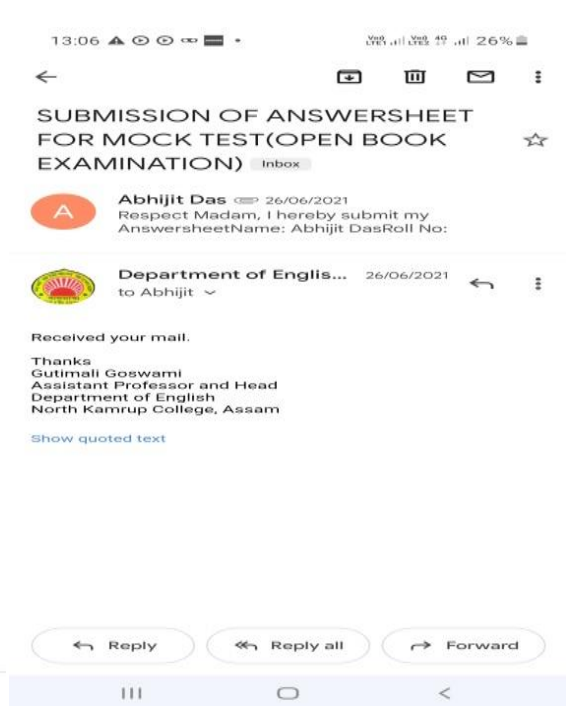 13:06 26%
SUBMISSION OF ANSWERSHEET
FOR MOCK TEST(OPEN BOOK
EXAMINATION) Inbox
A
Abhijit Das 26/06/2021
Respect Madam, I hereby submit my
AnswersheetName: Abhijit DasRoll No:
Department of Englis... 26/06/2021
to Abhijit
Received your mail.
Thanks
Gutimali Goswami
Assistant Professor and Head
Department of English
North Kamrup College, Assam
Show quoted text
Reply Reply all Forward